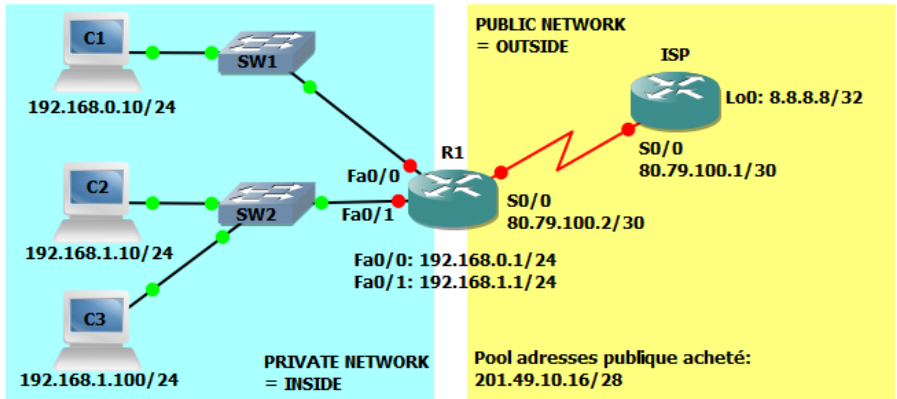 C1
192.168.0.10/24
SW1
C2
192.168.1.10/24
SW2
C3
192.168.1.100/24
Fa0/0
Fa0/1
R1
S0/0
80.79.100.2/30
Fa0/0: 192.168.0.1/24
Fa0/1: 192.168.1.1/24
PRIVATE NETWORK
= INSIDE
PUBLIC NETWORK
= OUTSIDE
ISP
Lo0: 8.8.8.8/32
S0/0
80.79.100.1/30
Pool adresses publique acheté:
201.49.10.16/28